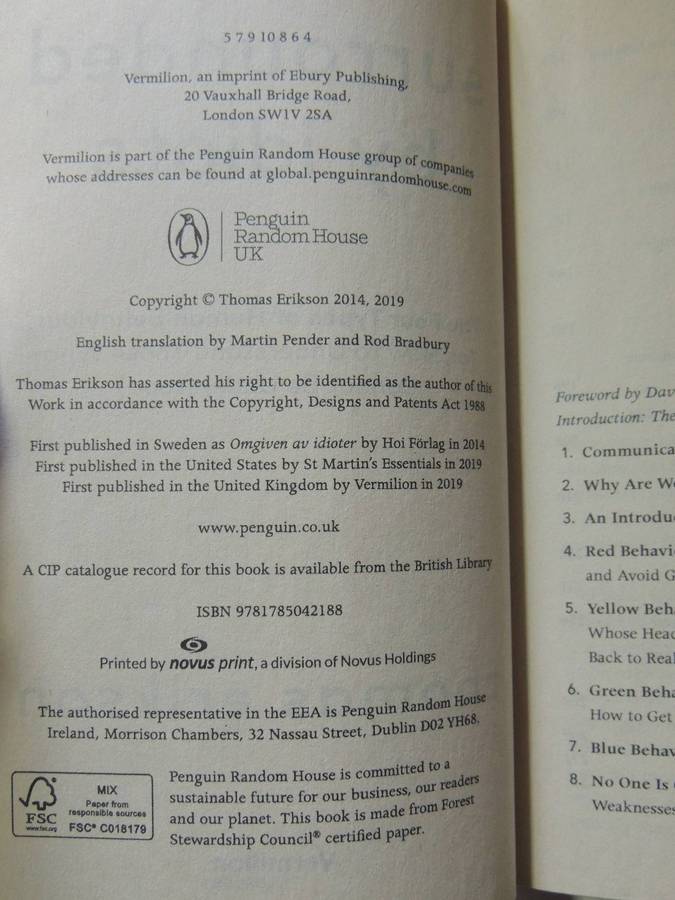 5 7 9 10 8 6 4
Vermilion, an imprint of Ebury Publishing,
20 Vauxhall Bridge Road,
London SW1V 2SA
Vermilion is part of the Penguin Random House group of companies
whose addresses can be found at global.penguinrandomhouse.com
Penguin
Random House
UK
Copyright © Thomas Erikson 2014, 2019
English translation by Martin Pender and Rod Bradbury
Thomas Erikson has asserted his right to be identified as the author of this
Work in accordance with the Copyright, Designs and Patents Act 1988
First published in Sweden as Omgiven av idioter by Hoi Förlag in 2014
First published in the United States by St Martin's Essentials in 2019
First published in the United Kingdom by Vermilion in 2019
www.penguin.co.uk
A CIP catalogue record for this book is available from the British Library
ISBN 9781785042188
Printed by novus print, a division of Novus Holdings
The authorised representative in the EEA is Penguin Random House
Ireland, Morrison Chambers, 32 Nassau Street, Dublin D02 YH68.
FSC
www.fsc.org
MIX
Paper from
responsible sources
FSC® C018179
Penguin Random House is committed to a
sustainable future for our business, our readers
and our planet. This book is made from Forest
Stewardship Council® certified paper.
Foreword by
Introduction: The
1.
2. Why Are
3. An
4. Red
and Avoid
5. Yellow
Whose
Back to
6. Green
How to Get
7. Blue
8. No One Is